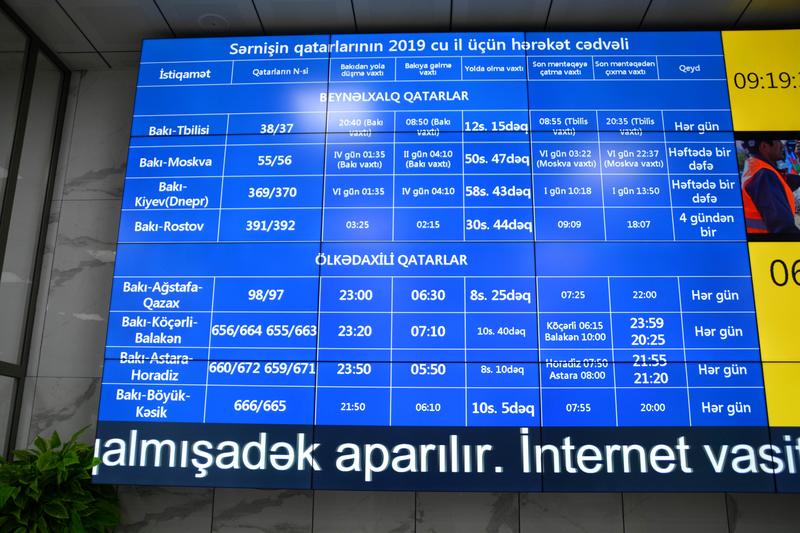 Sərnişin qatarlarının 2019 cu il üçün hərəkət cədvəli
İstiqamət Qatarların N-si Bakıdan yola düşmə vaxtı Bakıya gəlmə vaxtı Yolda olma vaxtı Son məntəqəyə çatma vaxtı Son məntəqədən çıxma vaxtı Qeyd
BEYNƏLXALQ QATARLAR
Bakı-Tbilisi 38/37 20:40 (Bakı vaxtı) 08:50 (Bakı vaxtı) 12s. 15dəq 08:55 (Tbilis vaxtı) 20:35 (Tbilis vaxtı) Hər gün
Bakı-Moskva 55/56 IV gün 01:35 (Bakı vaxtı) II gün 04:10 (Bakı vaxtı) 50s. 47dəq VI gün 03:22 (Moskva vaxtı) VI gün 22:37 (Moskva vaxtı) Həftədə bir dəfə
Bakı-Kiyev(Dnepr) 369/370 VI gün 01:35 IV gün 04:10 58s. 43dəq I gün 10:18 I gün 13:50 Həftədə bir dəfə
Bakı-Rostov 391/392 03:25 02:15 30s. 44dəq 09:09 18:07 4 gündən bir
ÖLKƏDAXİLİ QATARLAR
Bakı-Ağstafa-Qazax 98/97 23:00 06:30 8s. 25dəq 07:25 22:00 Hər gün
Bakı-Köçərli-Balakən 656/664 655/663 23:20 07:10 10s. 40dəq Köçərli 06:15 Balakən 10:00 23:59 20:25 Hər gün
Bakı-Astara-Horadiz 660/672 659/671 23:50 05:50 8s. 10dəq Horadiz 07:50 Astara 08:00 21:55 21:20 Hər gün
Bakı-Böyük-Kəsik 666/665 21:50 06:10 10s. 5dəq 07:55 20:00 Hər gün
qalmışadək aparılır. İnternet vasit
09:19:
06